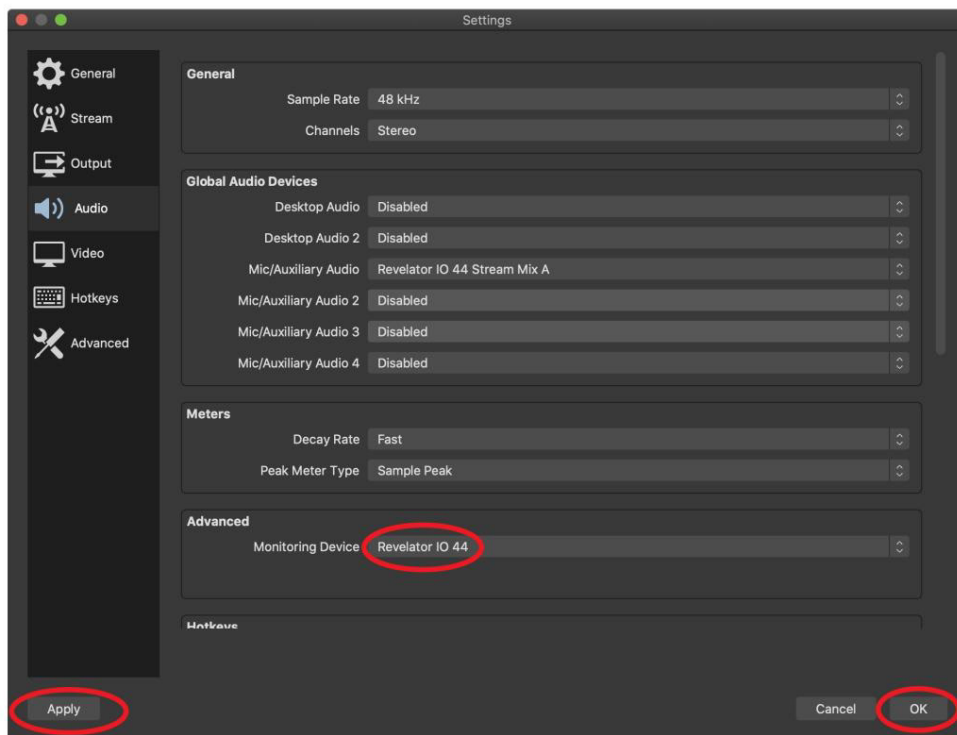 Settings
General
Stream
Output
Audio
Video
Hotkeys
Advanced
General
Sample Rate 48 kHz
Channels Stereo
Global Audio Devices
Desktop Audio Disabled
Desktop Audio 2 Disabled
Mic/Auxiliary Audio Revelator IO 44 Stream Mix A
Mic/Auxiliary Audio 2 Disabled
Mic/Auxiliary Audio 3 Disabled
Mic/Auxiliary Audio 4 Disabled
Meters
Decay Rate Fast
Peak Meter Type Sample Peak
Advanced
Monitoring Device Revelator IO 44
Hotkeys
Apply Cancel OK